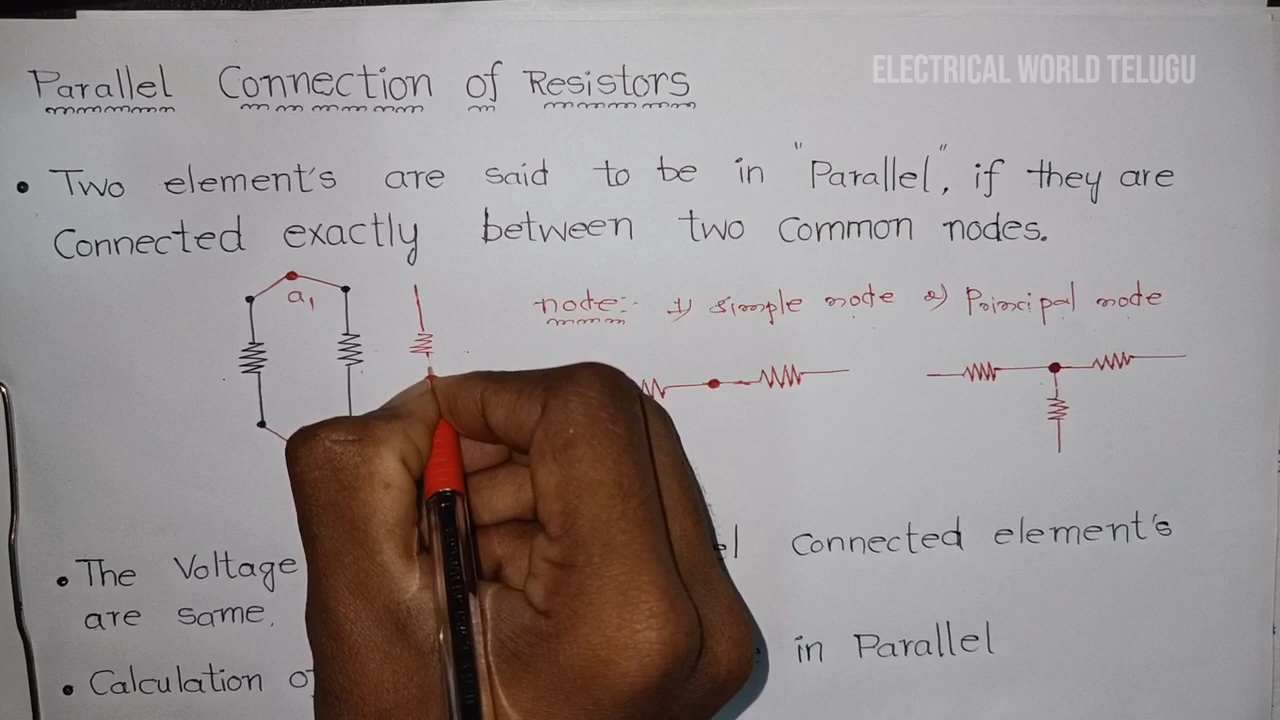 ELECTRICAL WORLD TELUGU
Parallel Connection of Resistors
• Two element's are said to be in "Parallel", if they are
Connected exactly between two common nodes.
a1
node:- 1) Simple node 2) Principal node
• The Voltage connected element's
are same.
• Calculation in Parallel